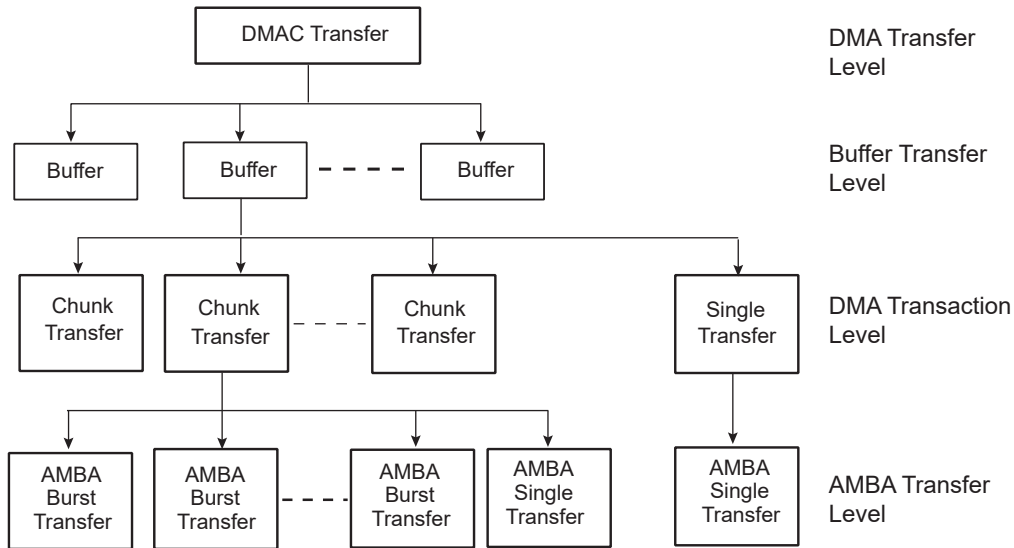 DMAC Transfer
DMA Transfer
Level
Buffer
Buffer
Buffer
Buffer Transfer
Level
Chunk
Transfer
Chunk
Transfer
Chunk
Transfer
Single
Transfer
DMA Transaction
Level
AMBA
Burst
Transfer
AMBA
Burst
Transfer
AMBA
Burst
Transfer
AMBA
Single
Transfer
AMBA
Single
Transfer
AMBA Transfer
Level